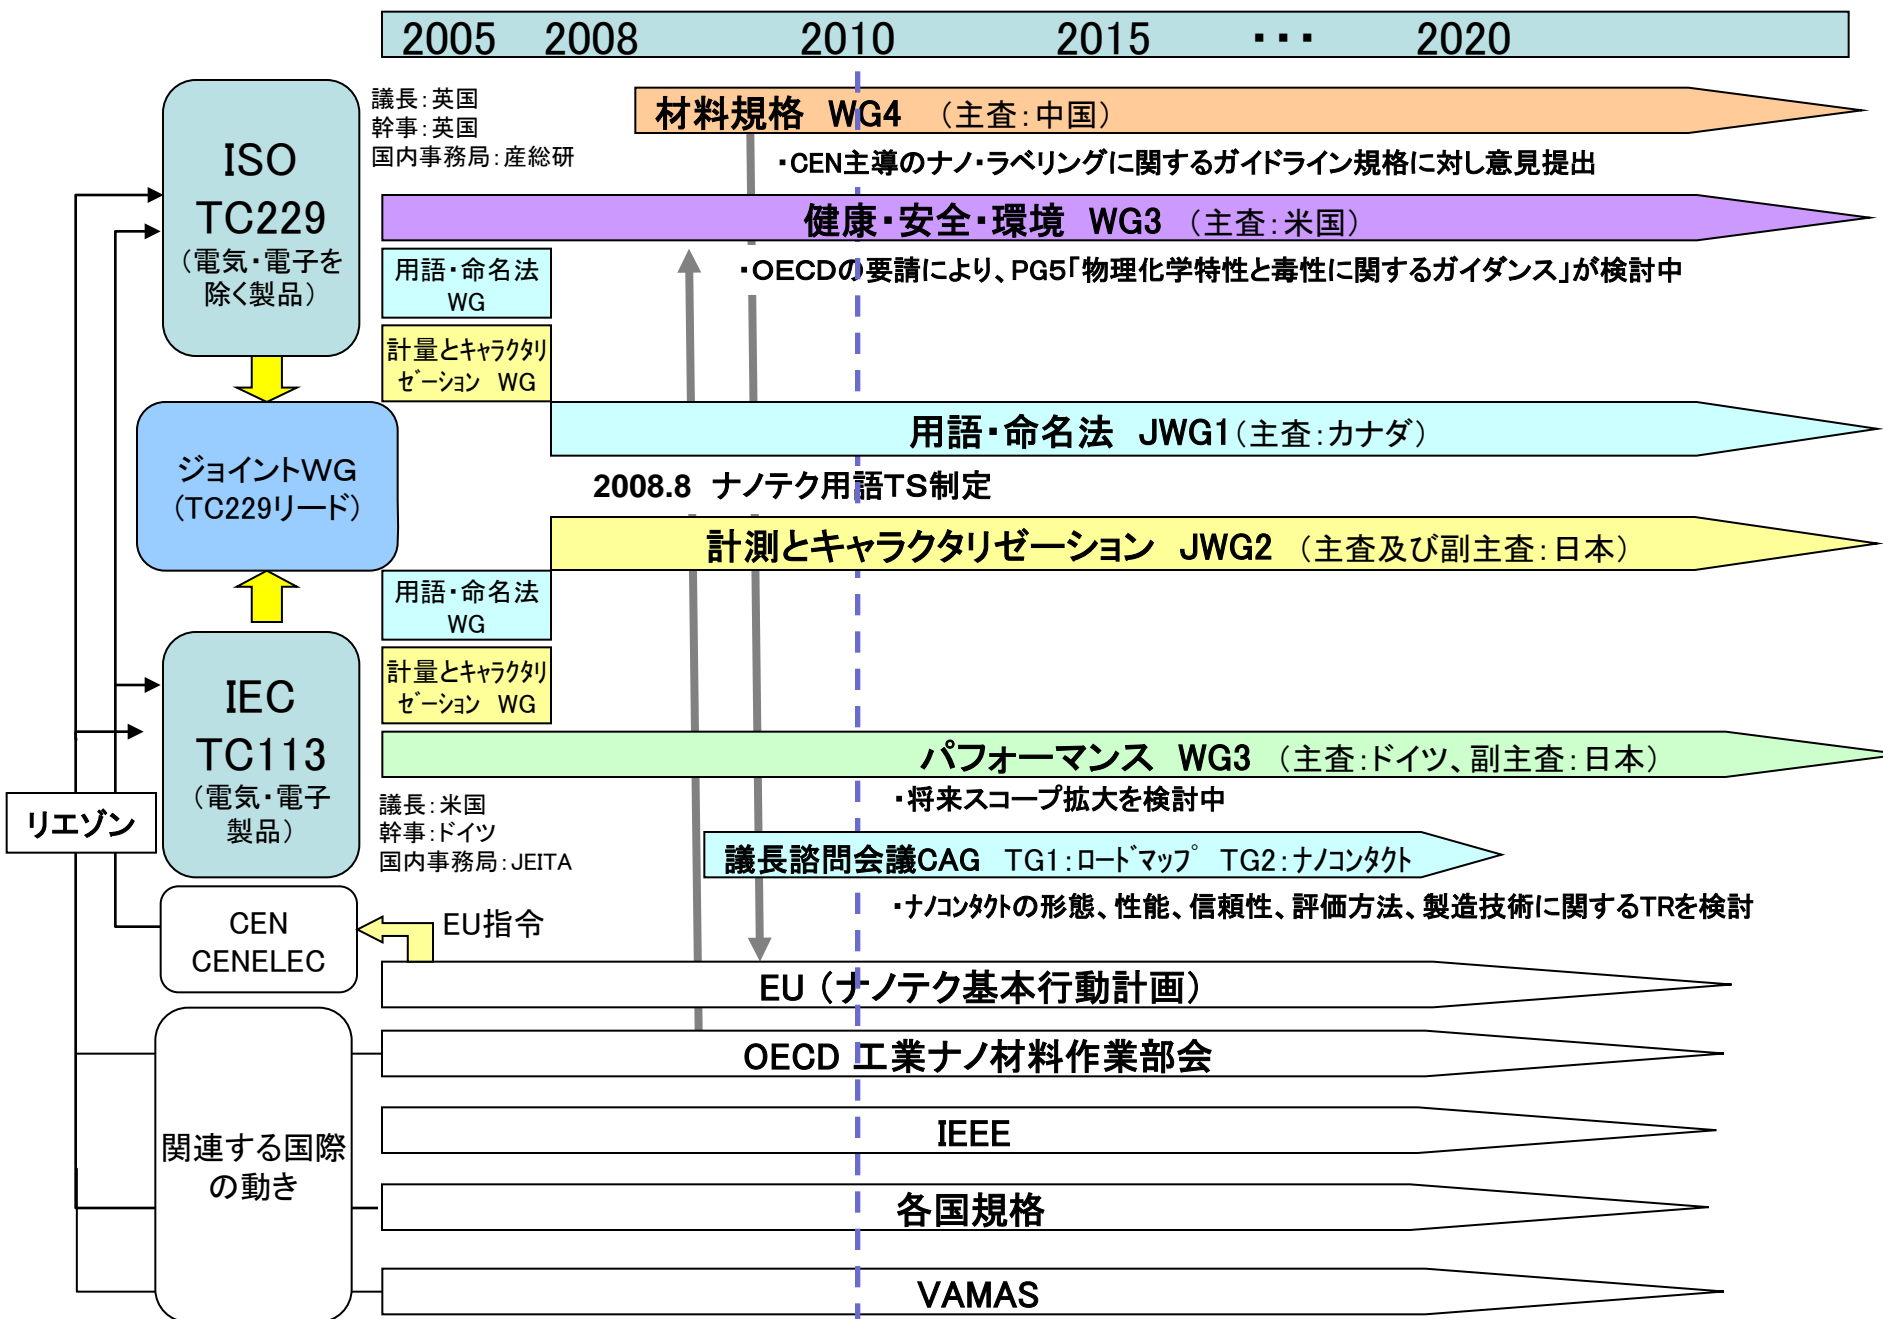 2005 2008 2010 2015 ・・・ 2020
議長：英国
幹事：英国
国内事務局：産総研
ISO
TC229
（電気・電子を
除く製品）
材料規格 WG4 （主査：中国）
・CEN主導のナノ・ラベリングに関するガイドライン規格に対し意見提出
健康・安全・環境 WG3 （主査：米国）
・OECDの要請により、PG5「物理化学特性と毒性に関するガイダンス」が検討中
用語・命名法
WG
計量とキャラクタリ
ゼーション WG
ジョイントWG
（TC229リード）
用語・命名法 JWG1（主査：カナダ）
2008.8 ナノテク用語TS制定
計測とキャラクタリゼーション JWG2 （主査及び副主査：日本）
用語・命名法
WG
計量とキャラクタリ
ゼーション WG
IEC
TC113
（電気・電子
製品）
パフォーマンス WG3 （主査：ドイツ、副主査：日本）
・将来スコープ拡大を検討中
議長：米国
幹事：ドイツ
国内事務局：JEITA
リエゾン
議長諮問会議CAG TG1：ロードマップ TG2：ナノコンタクト
・ナノコンタクトの形態、性能、信頼性、評価方法、製造技術に関するTRを検討
CEN
CENELEC
EU指令
EU（ナノテク基本行動計画）
OECD 工業ナノ材料作業部会
関連する国際
の動き
IEEE
各国規格
VAMAS